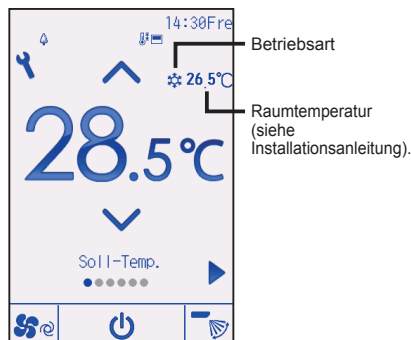 14:30Fre
Betriebsart
26.5°C
Raumtemperatur
(siehe
Installationsanleitung).
28.5°C
Soll-Temp.